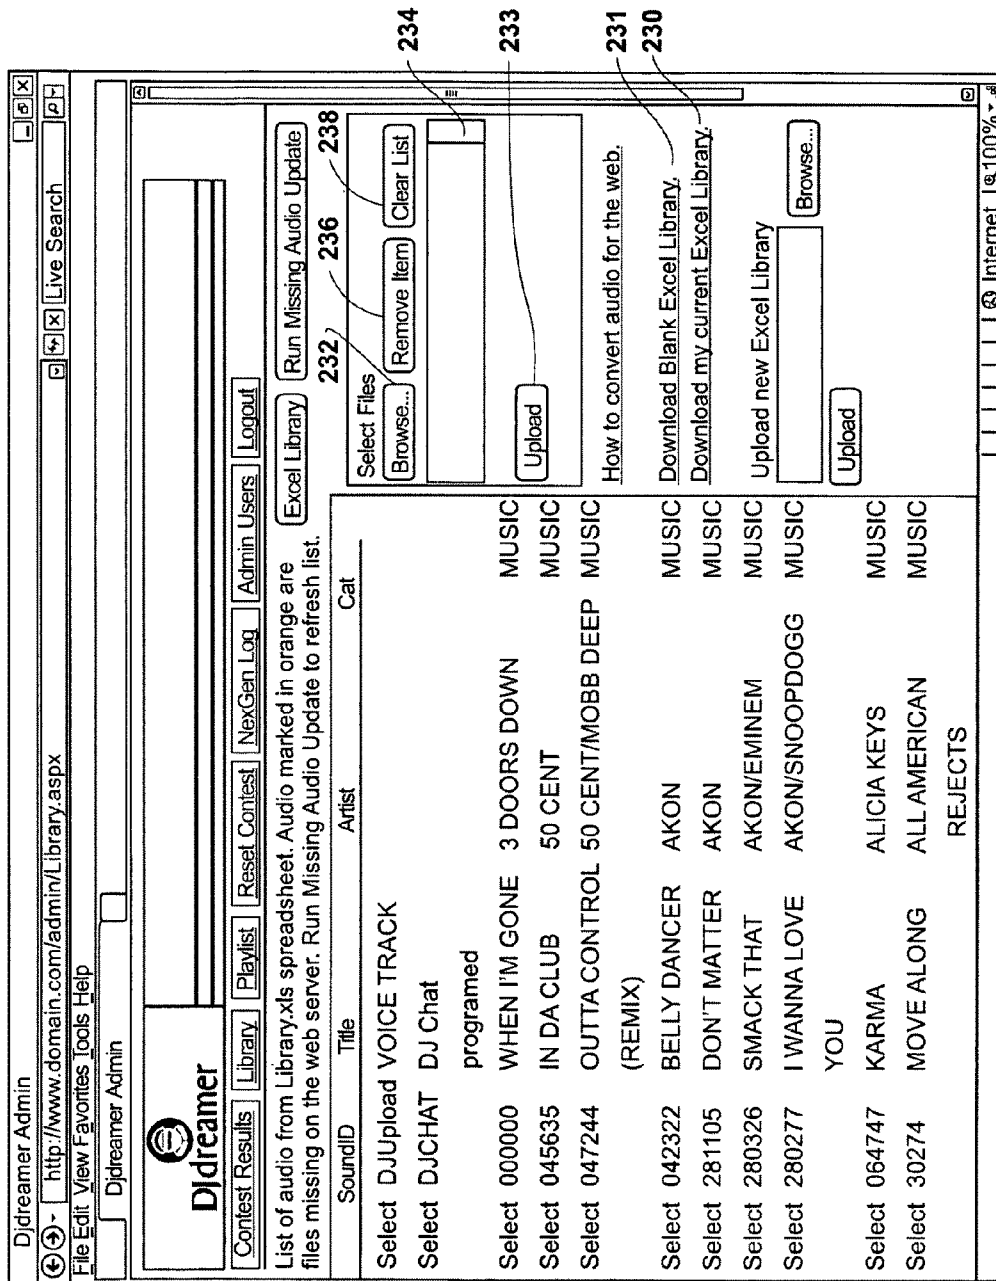 Djdreamer Admin
http://www.domain.com/admin/Library.aspx
Live Search
File Edit View Favorites Tools Help
Djdreamer Admin
DJdreamer
Contest Results Library Playlist Reset Contest NexGen Log Admin Users Logout
List of audio from Library.xls spreadsheet. Audio marked in orange are
files missing on the web server. Run Missing Audio Update to refresh list.
Excel Library Run Missing Audio Update
SoundID Title Artist Cat
Select DJUpload VOICE TRACK
Select DJCHAT DJ Chat
programed
Select 000000 WHEN I'M GONE 3 DOORS DOWN MUSIC
Select 045635 IN DA CLUB 50 CENT MUSIC
Select 047244 OUTTA CONTROL 50 CENT/MOBB DEEP MUSIC
(REMIX)
Select 042322 BELLY DANCER AKON MUSIC
Select 281105 DON'T MATTER AKON MUSIC
Select 280326 SMACK THAT AKON/EMINEM MUSIC
Select 280277 I WANNA LOVE AKON/SNOOPDOGG MUSIC
YOU
Select 064747 KARMA ALICIA KEYS MUSIC
Select 30274 MOVE ALONG ALL AMERICAN MUSIC
REJECTS
232 236 238
Select Files
Browse... Remove Item Clear List
234
Upload
233
How to convert audio for the web.
Download Blank Excel Library.
231
Download my current Excel Library.
230
Upload new Excel Library
Browse...
Upload
Internet
100%